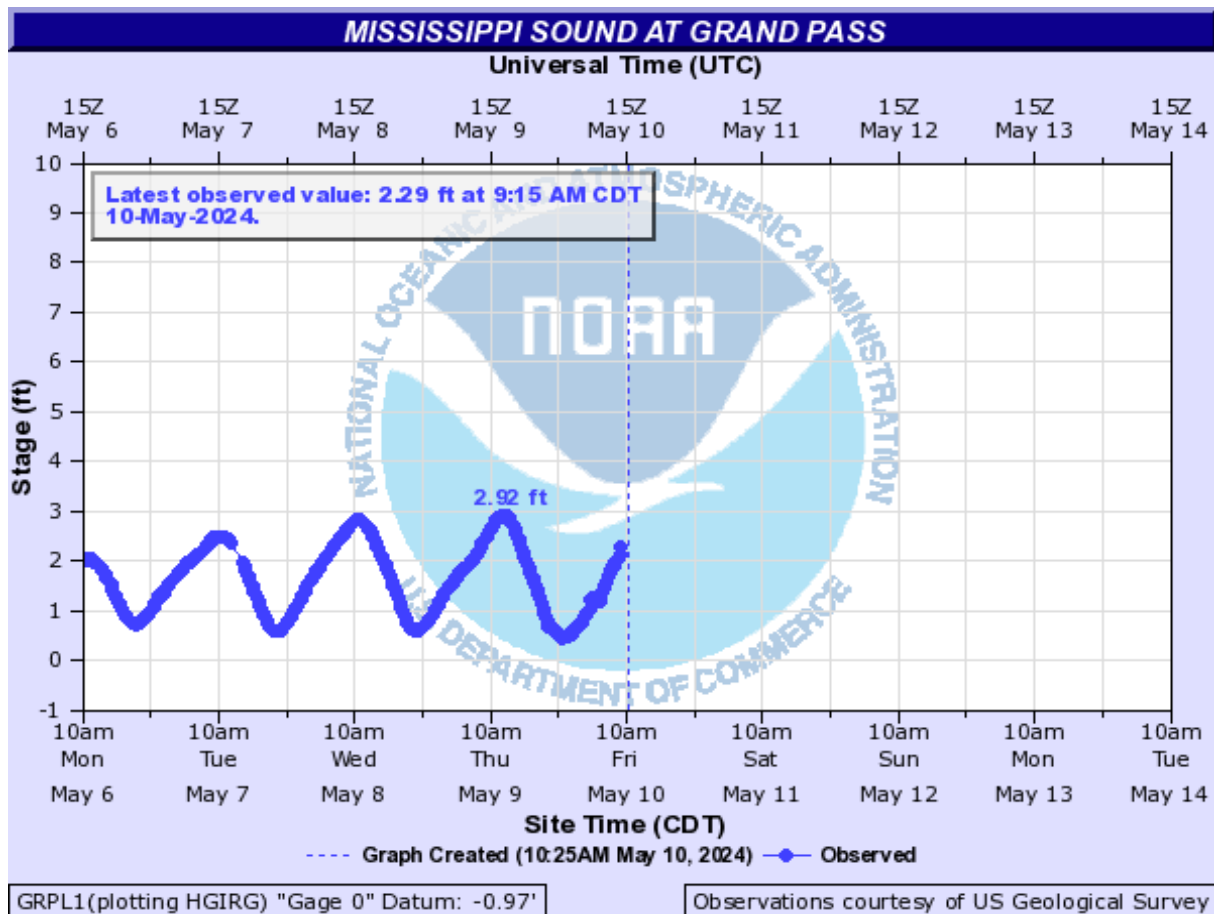 MISSISSIPPI SOUND AT GRAND PASS
Universal Time (UTC)
15Z 15Z 15Z 15Z 15Z 15Z 15Z 15Z 15Z
May 6 May 7 May 8 May 9 May 10 May 11 May 12 May 13 May 14
10
Latest observed value: 2.29 ft at 9:15 AM CDT
10-May-2024.
9
8
7
6
5
4
3
2
1
0
-1
Stage (ft)
NATIONAL OCEANIC AND ATMOSPHERIC ADMINISTRATION
NOAA
U.S. DEPARTMENT OF COMMERCE
2.92 ft
10am 10am 10am 10am 10am 10am 10am 10am 10am
Mon Tue Wed Thu Fri Sat Sun Mon Tue
May 6 May 7 May 8 May 9 May 10 May 11 May 12 May 13 May 14
Site Time (CDT)
Graph Created (10:25AM May 10, 2024) Observed
GRPL1(plotting HGIRG) "Gage 0" Datum: -0.97'
Observations courtesy of US Geological Survey